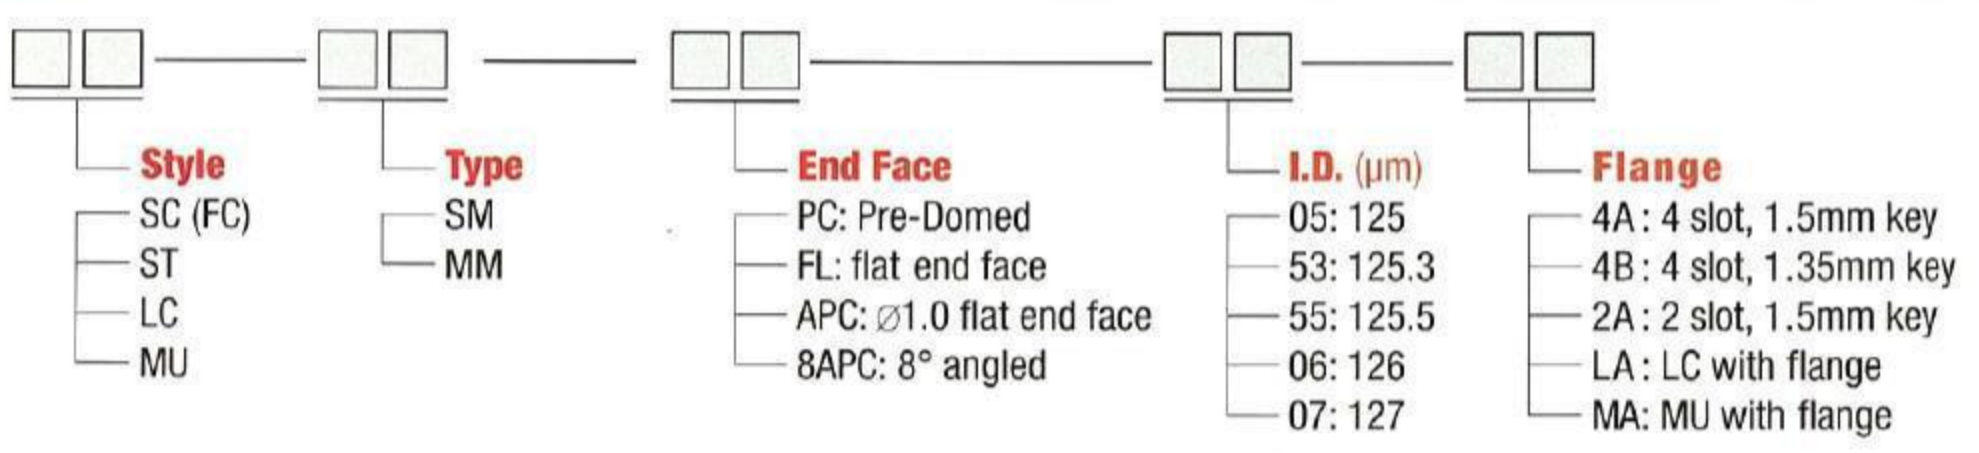 Style
SC (FC)
ST
LC
MU
Type
SM
MM
End Face
PC: Pre-Domed
FL: flat end face
APC: ∅1.0 flat end face
8APC: 8° angled
I.D. (µm)
05: 125
53: 125.3
55: 125.5
06: 126
07: 127
Flange
4A: 4 slot, 1.5mm key
4B: 4 slot, 1.35mm key
2A: 2 slot, 1.5mm key
LA: LC with flange
MA: MU with flange